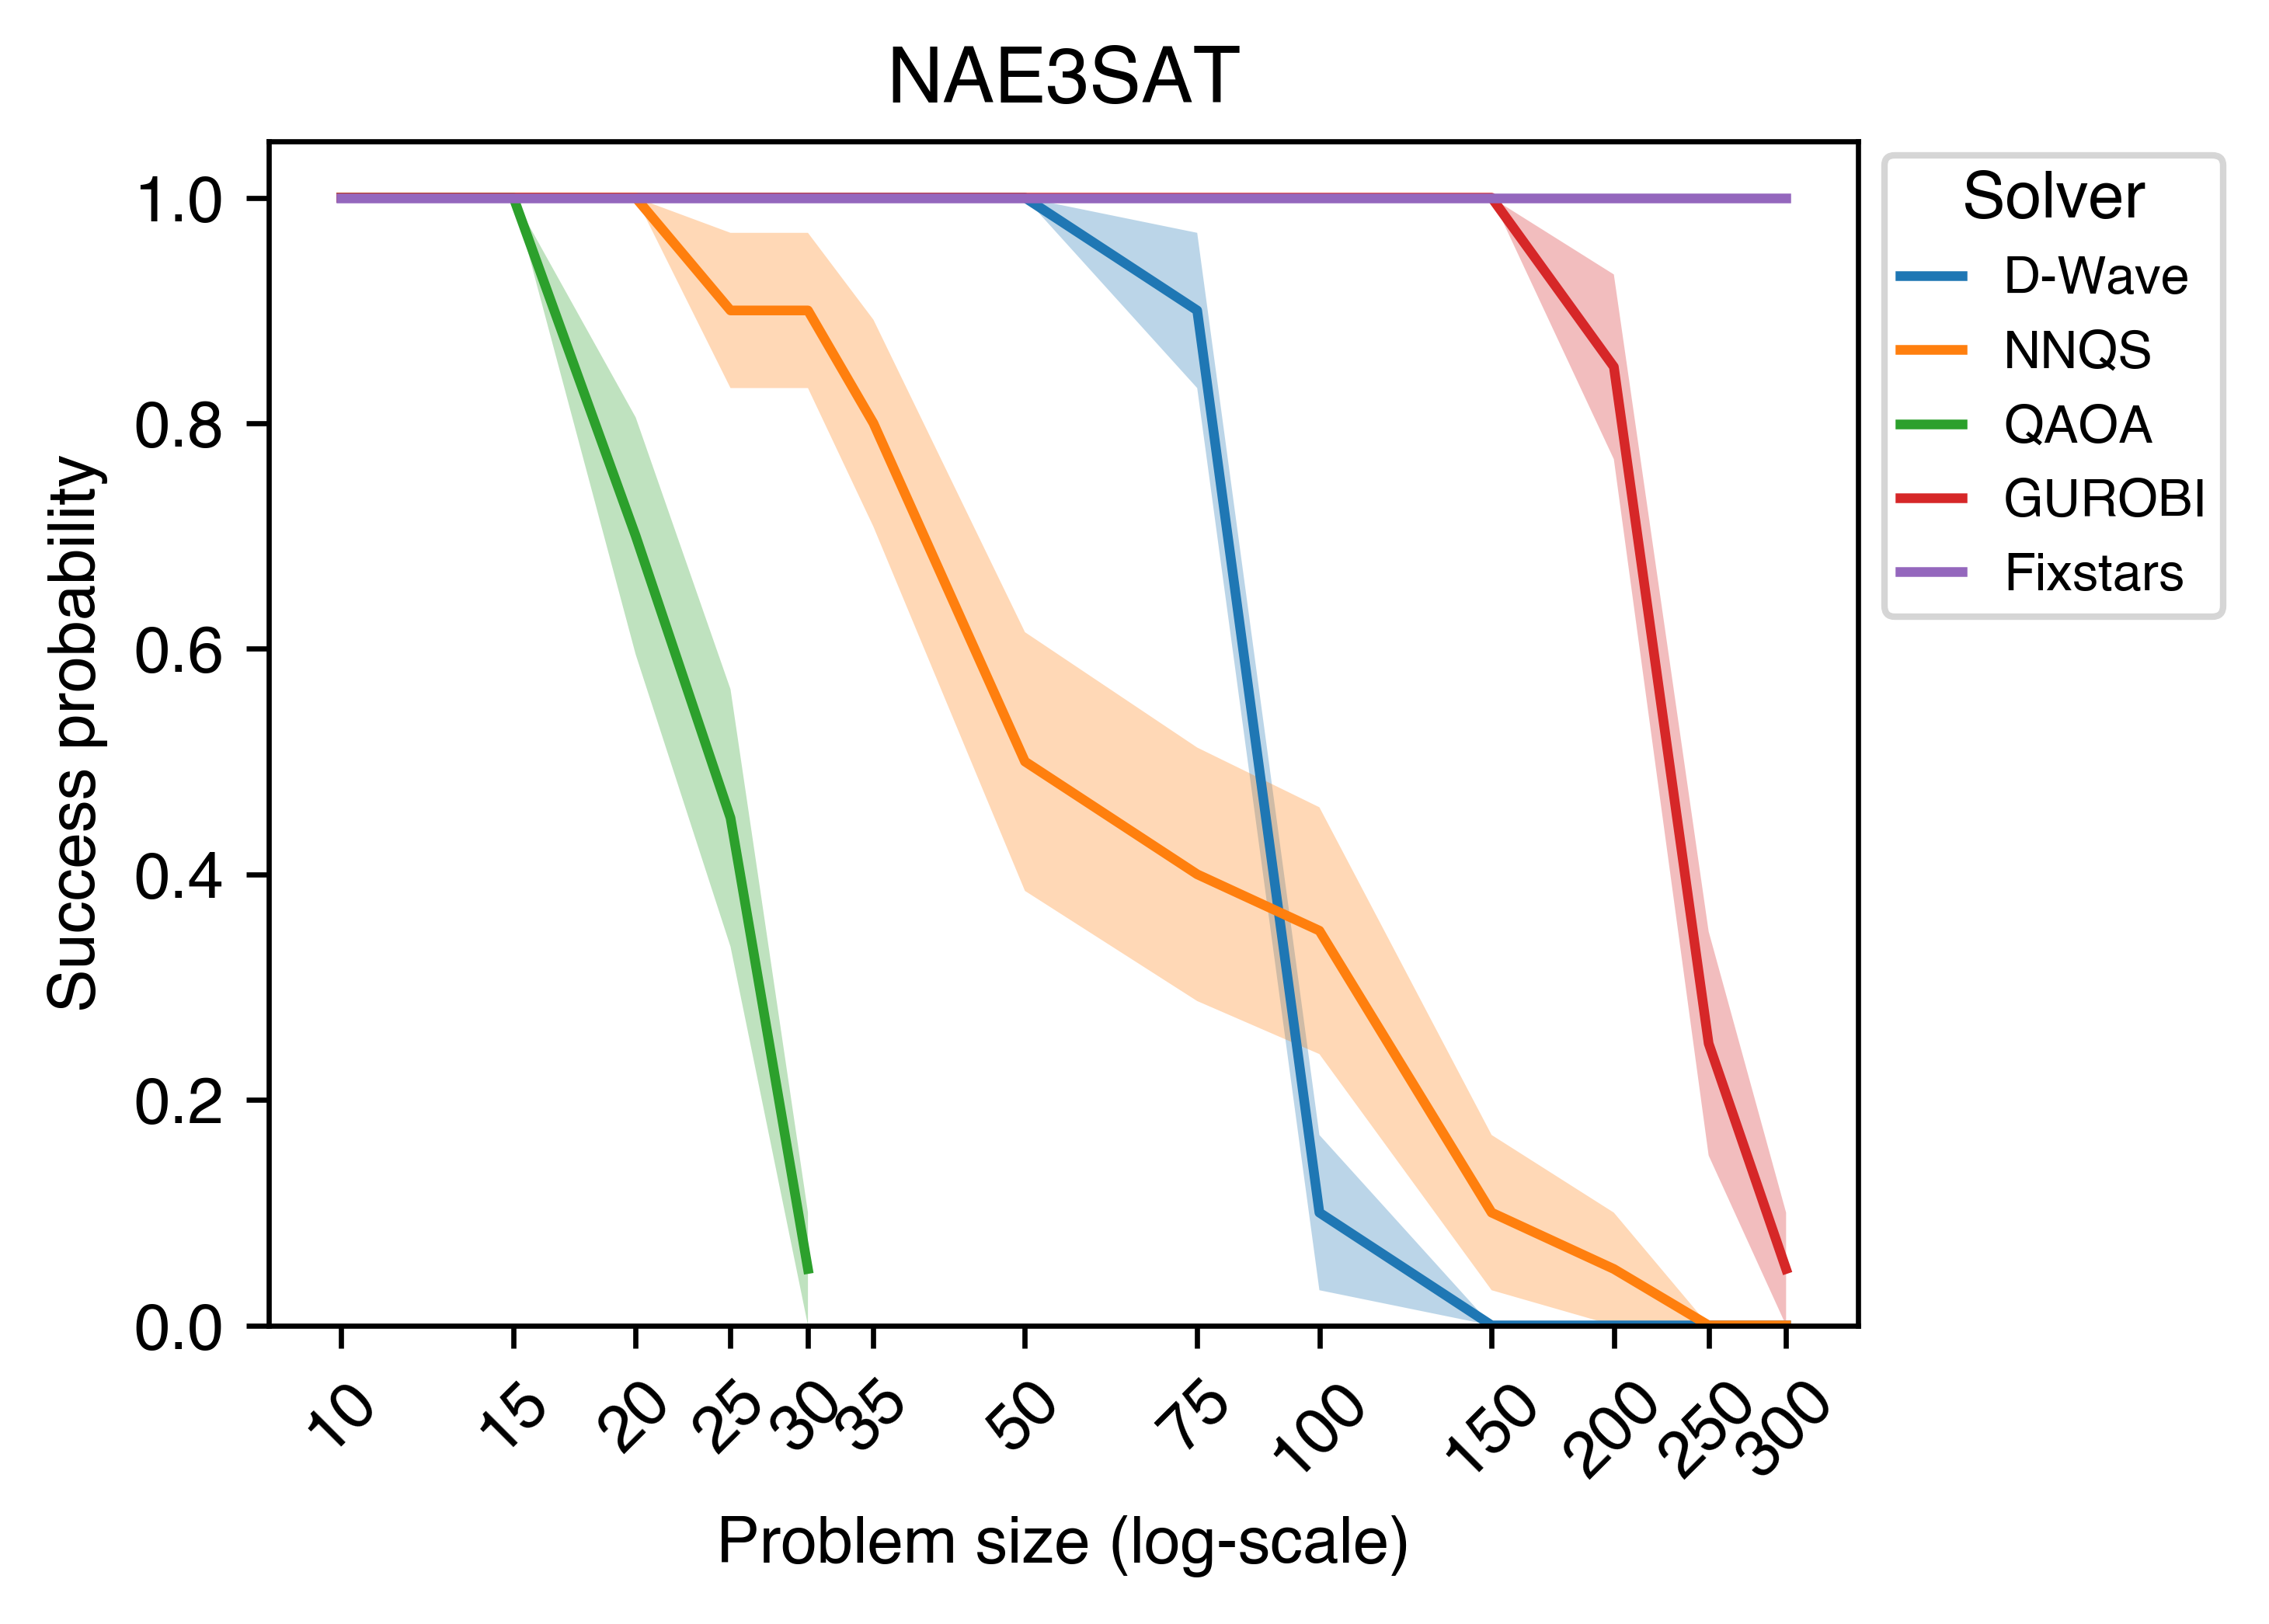 NAE3SAT
Success probability
1.0
0.8
0.6
0.4
0.2
0.0
10
15
20
25
30
35
50
75
100
150
200
250
300
Problem size (log-scale)
Solver
D-Wave
NNQS
QAOA
GUROBI
Fixstars